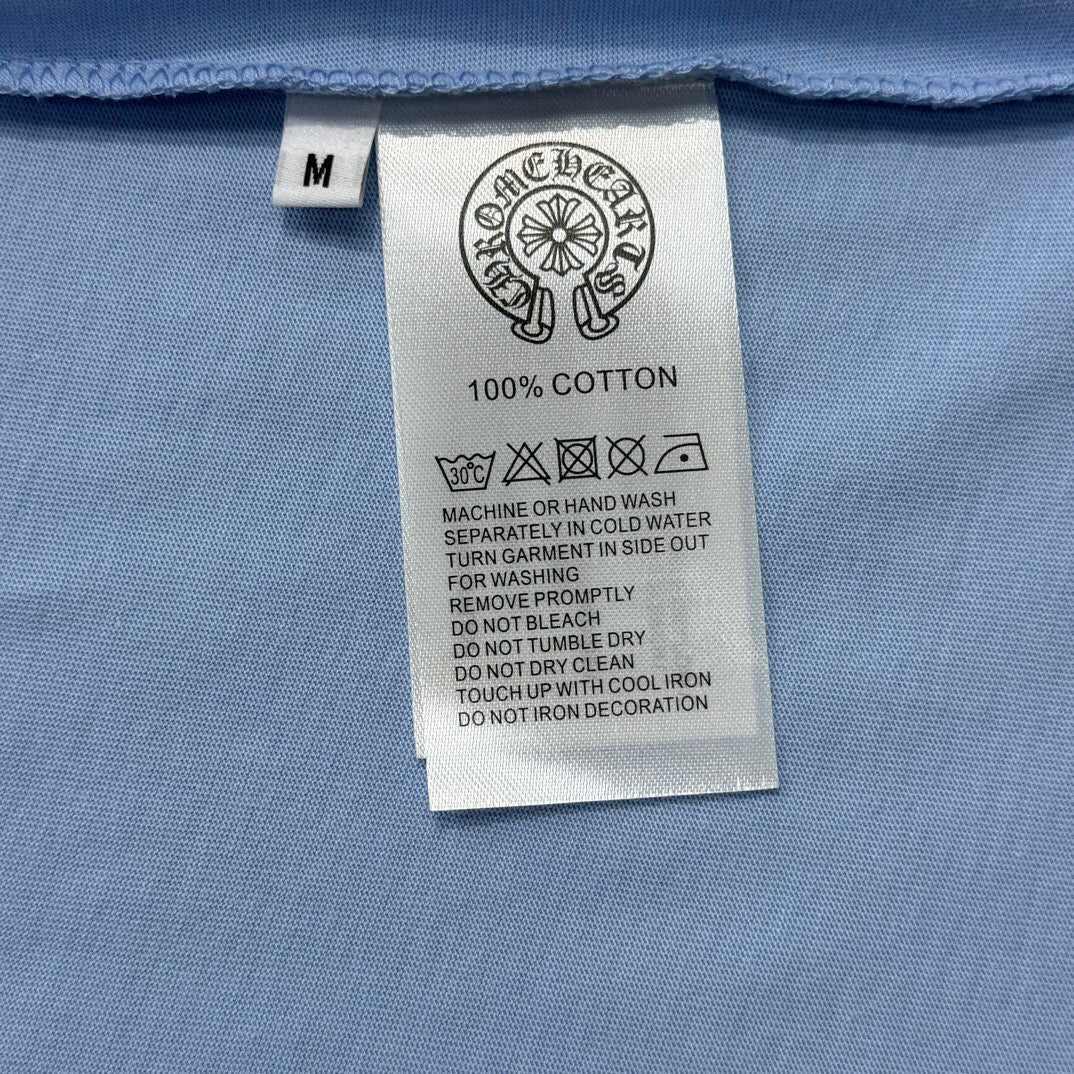 M
CHROME HEARTS
100% COTTON
30°C
MACHINE OR HAND WASH
SEPARATELY IN COLD WATER
TURN GARMENT IN SIDE OUT
FOR WASHING
REMOVE PROMPTLY
DO NOT BLEACH
DO NOT TUMBLE DRY
DO NOT DRY CLEAN
TOUCH UP WITH COOL IRON
DO NOT IRON DECORATION